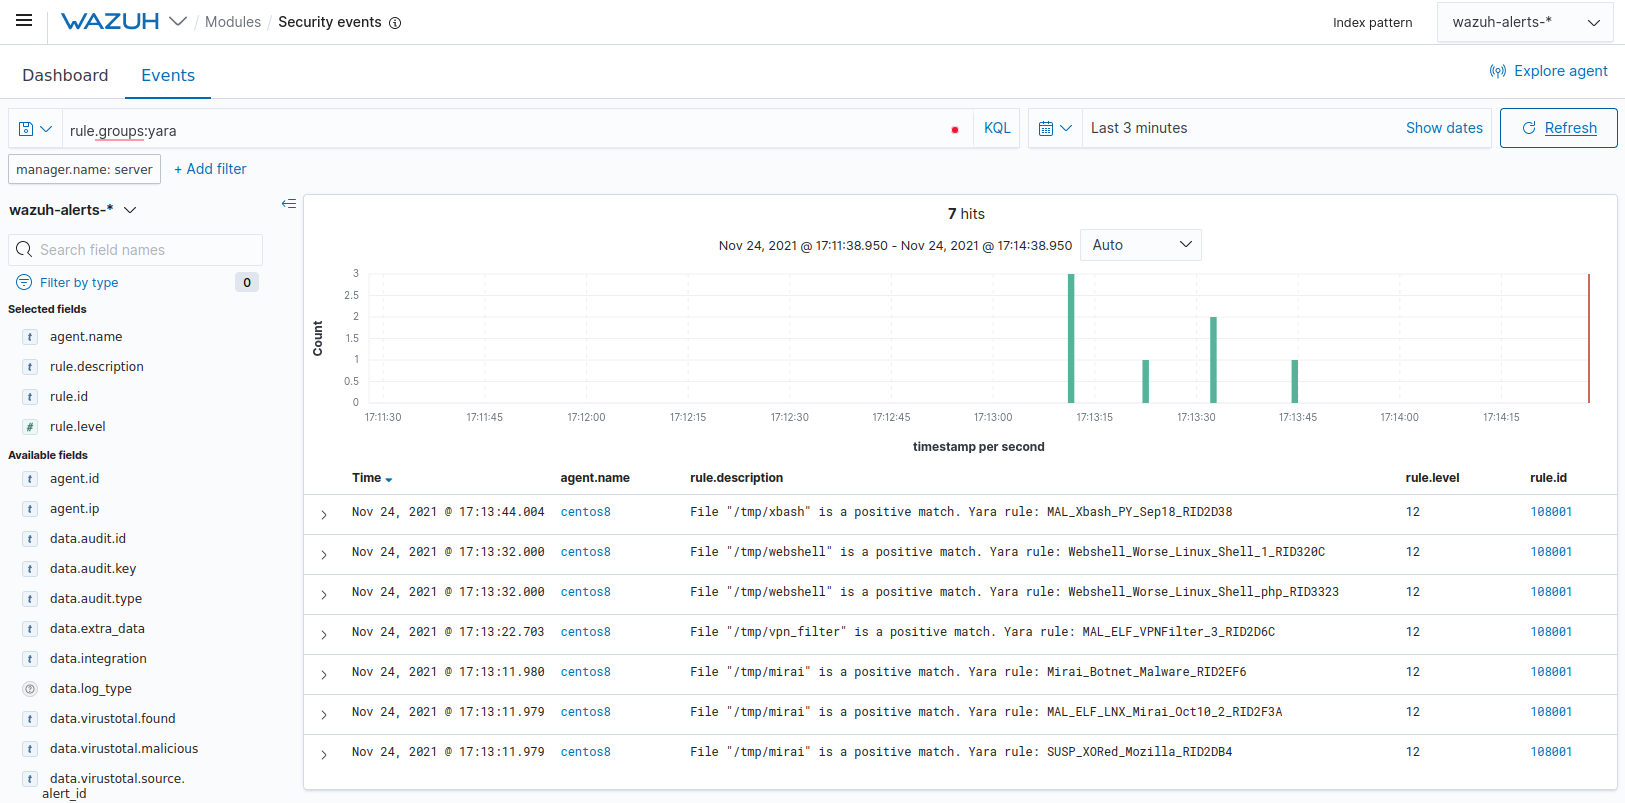 WAZUH / Modules / Security events
Index pattern
wazuh-alerts-*
Dashboard
Events
Explore agent
rule.groups:yara
KQL
Last 3 minutes
Show dates
Refresh
manager.name: server
+ Add filter
wazuh-alerts-*
Search field names
Filter by type
0
Selected fields
t agent.name
t rule.description
t rule.id
# rule.level
Available fields
t agent.id
t agent.ip
t data.audit.id
t data.audit.key
t data.audit.type
t data.extra_data
t data.integration
? data.log_type
t data.virustotal.found
t data.virustotal.malicious
t data.virustotal.source.
alert_id
7 hits
Nov 24, 2021 @ 17:11:38.950 - Nov 24, 2021 @ 17:14:38.950
Auto
Count
3
2.5
2
1.5
1
0.5
0
17:11:30 17:11:45 17:12:00 17:12:15 17:12:30 17:12:45 17:13:00 17:13:15 17:13:30 17:13:45 17:14:00 17:14:15
timestamp per second
Time agent.name rule.description rule.level rule.id
Nov 24, 2021 @ 17:13:44.004 centos8 File "/tmp/xbash" is a positive match. Yara rule: MAL_Xbash_PY_Sep18_RID2D38 12 108001
Nov 24, 2021 @ 17:13:32.000 centos8 File "/tmp/webshell" is a positive match. Yara rule: Webshell_Worse_Linux_Shell_1_RID320C 12 108001
Nov 24, 2021 @ 17:13:32.000 centos8 File "/tmp/webshell" is a positive match. Yara rule: Webshell_Worse_Linux_Shell_php_RID3323 12 108001
Nov 24, 2021 @ 17:13:22.703 centos8 File "/tmp/vpn_filter" is a positive match. Yara rule: MAL_ELF_VPNFilter_3_RID2D6C 12 108001
Nov 24, 2021 @ 17:13:11.980 centos8 File "/tmp/mirai" is a positive match. Yara rule: Mirai_Botnet_Malware_RID2EF6 12 108001
Nov 24, 2021 @ 17:13:11.979 centos8 File "/tmp/mirai" is a positive match. Yara rule: MAL_ELF_LNX_Mirai_Oct10_2_RID2F3A 12 108001
Nov 24, 2021 @ 17:13:11.979 centos8 File "/tmp/mirai" is a positive match. Yara rule: SUSP_XORed_Mozilla_RID2DB4 12 108001